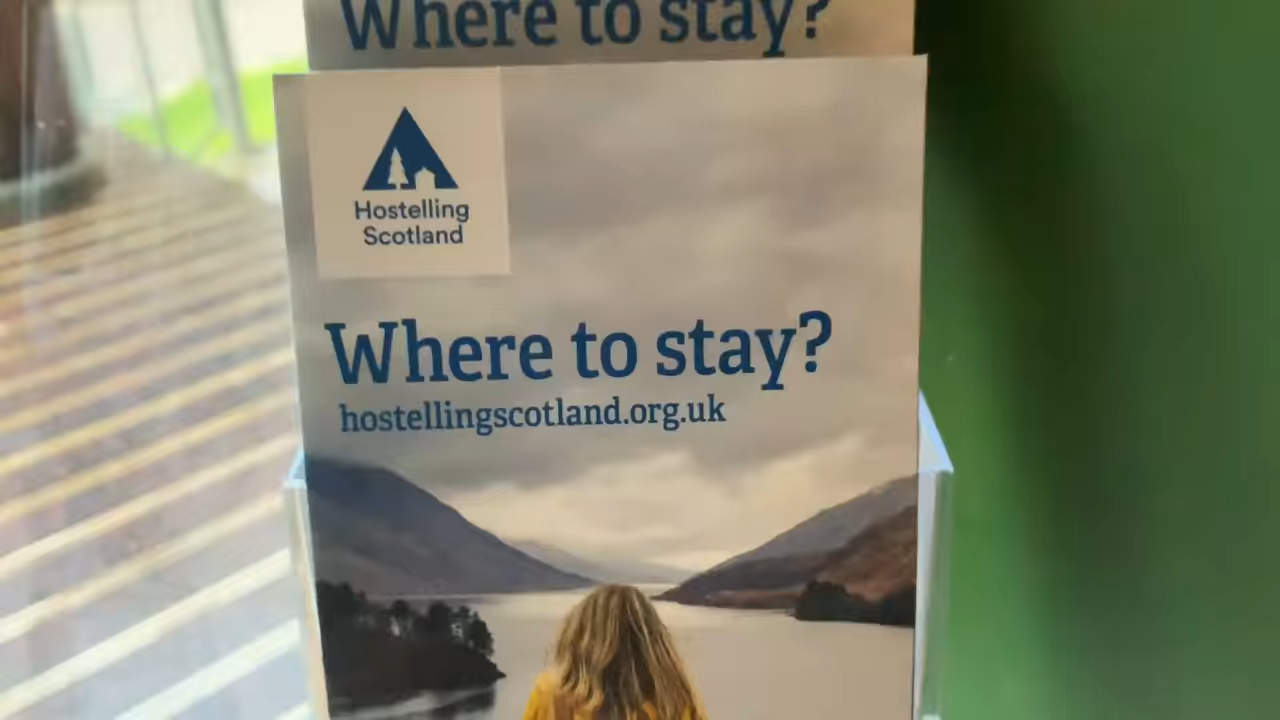 Where to stay?
Hostelling
Scotland
Where to stay?
hostellingscotland.org.uk